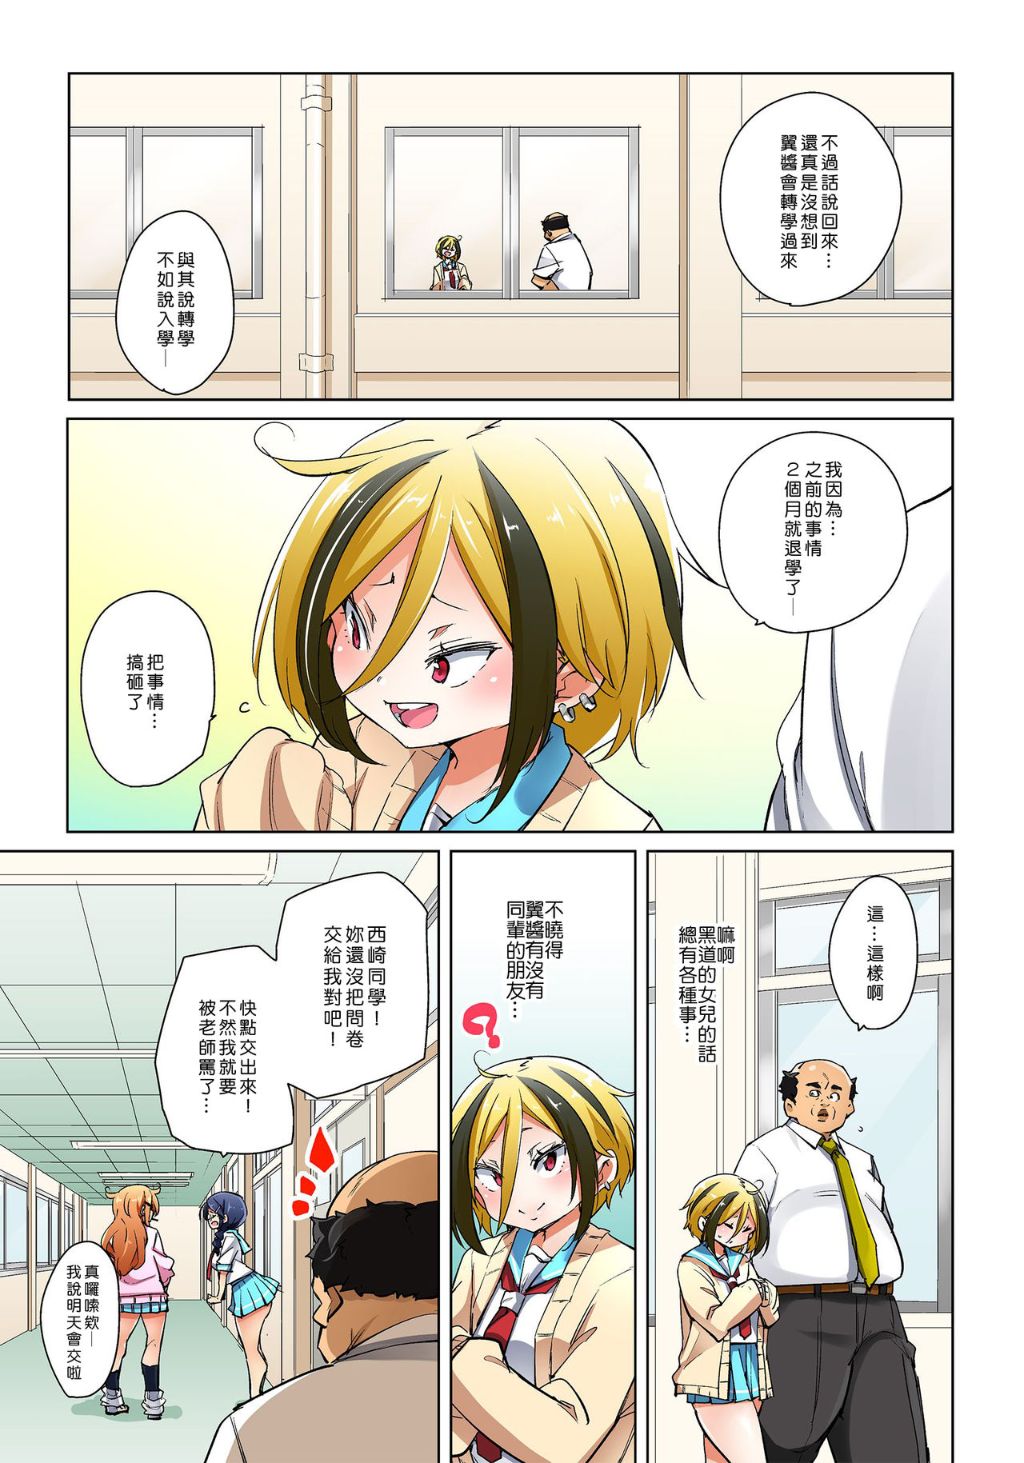 不過話說回來…
還真是沒想到
翼醬會轉學過來
與其說轉學
不如說入學─
我因為…
之前的事情
2個月就退學了─
把事情…
搞砸了
這…這樣啊
嘛啊─
黑道的女兒的話
總有各種事…
不曉得
翼醬有沒有
同輩的朋友…
西崎同學！
妳還沒把問卷
交給我對吧！
快點交出來！
不然我就要
被老師罵了…
真囉嗦欸─
我說明天會交啦